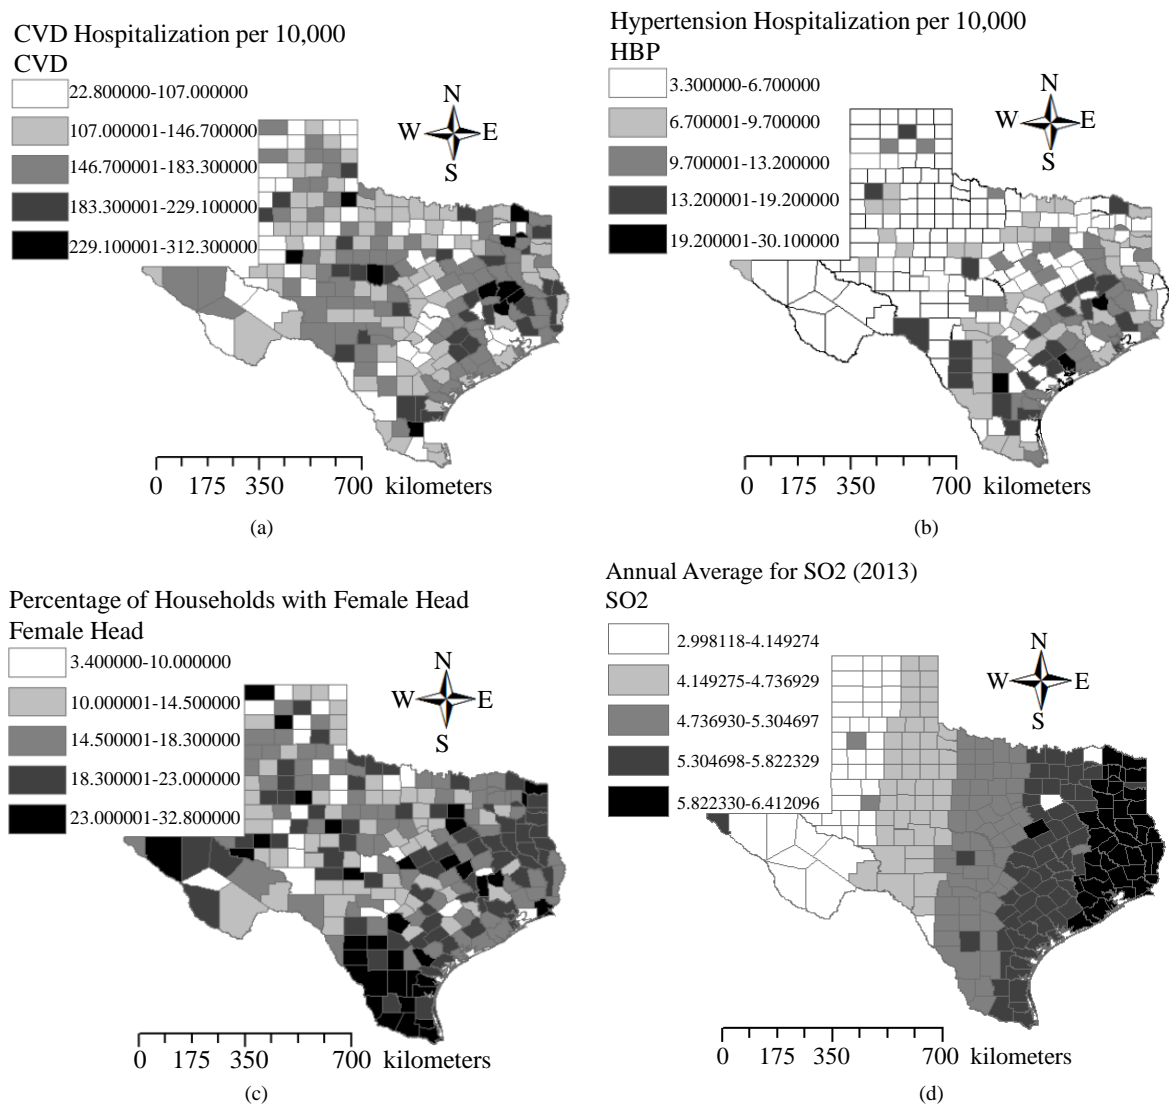 CVD Hospitalization per 10,000
CVD
22.800000-107.000000
107.000001-146.700000
146.700001-183.300000
183.300001-229.100000
229.100001-312.300000
N
W E
S
0 175 350 700 kilometers
(a)
Hypertension Hospitalization per 10,000
HBP
3.300000-6.700000
6.700001-9.700000
9.700001-13.200000
13.200001-19.200000
19.200001-30.100000
N
W E
S
0 175 350 700 kilometers
(b)
Percentage of Households with Female Head
Female Head
3.400000-10.000000
10.000001-14.500000
14.500001-18.300000
18.300001-23.000000
23.000001-32.800000
N
W E
S
0 175 350 700 kilometers
(c)
Annual Average for SO2 (2013)
SO2
2.998118-4.149274
4.149275-4.736929
4.736930-5.304697
5.304698-5.822329
5.822330-6.412096
N
W E
S
0 175 350 700 kilometers
(d)